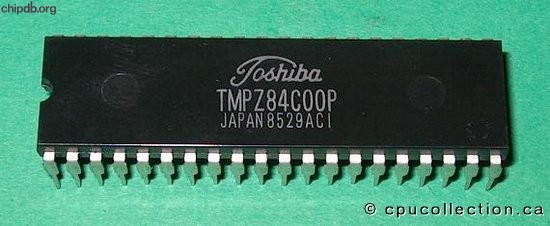 chipdb.org
Toshiba
TMPZ84C00P
JAPAN 8529ACI
© cpucollection.ca